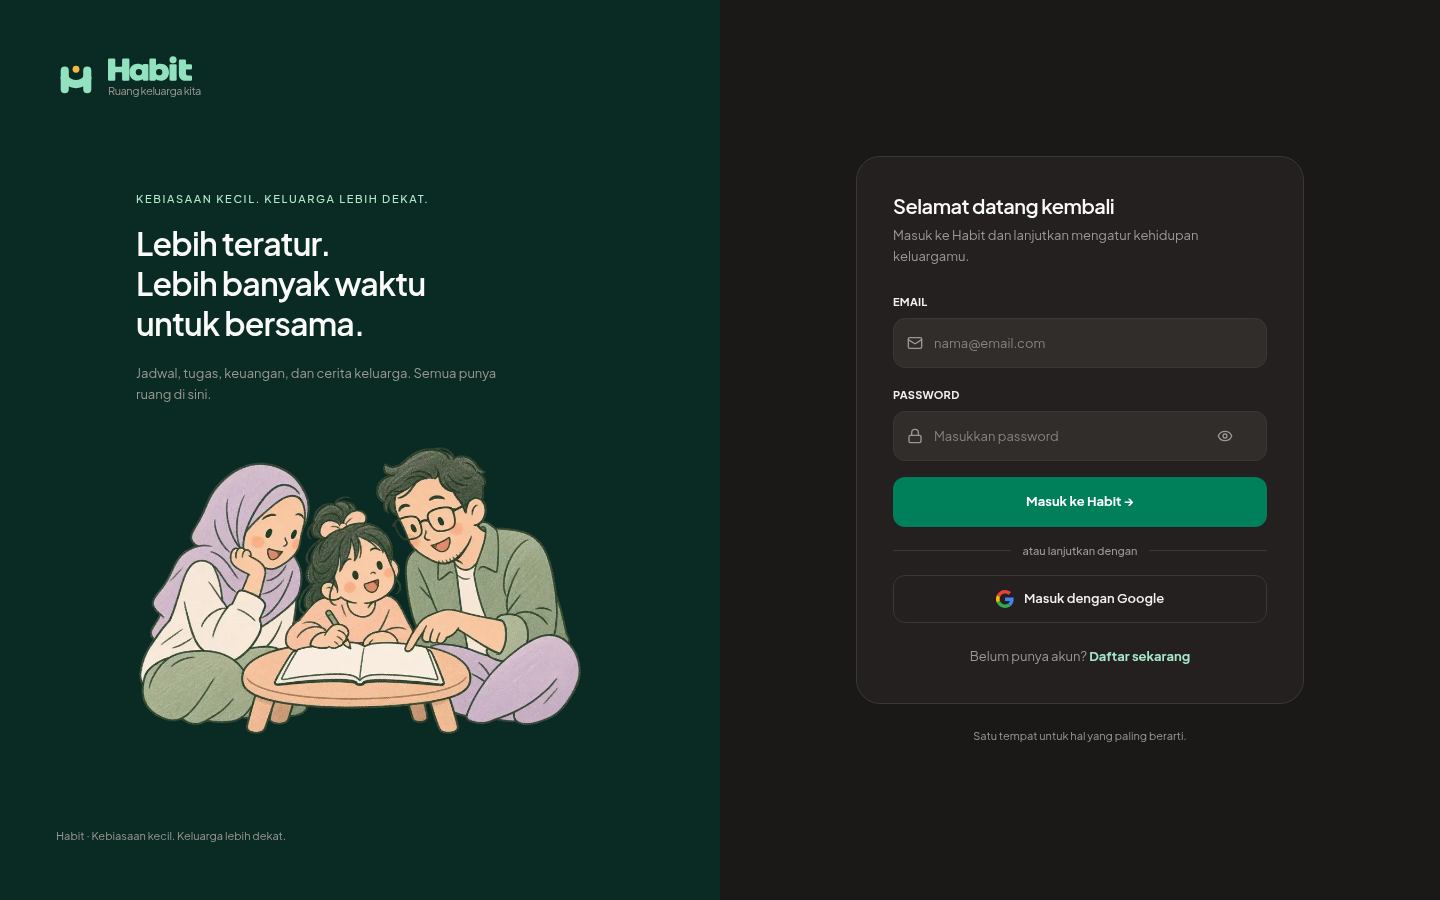 Habit
Ruang keluarga kita
KEBIASAAN KECIL. KELUARGA LEBIH DEKAT.
Lebih teratur.
Lebih banyak waktu
untuk bersama.
Jadwal, tugas, keuangan, dan cerita keluarga. Semua punya
ruang di sini.
Habit · Kebiasaan kecil. Keluarga lebih dekat.
Selamat datang kembali
Masuk ke Habit dan lanjutkan mengatur kehidupan
keluargamu.
EMAIL
nama@email.com
PASSWORD
Masukkan password
Masuk ke Habit →
atau lanjutkan dengan
Masuk dengan Google
Belum punya akun? Daftar sekarang
Satu tempat untuk hal yang paling berarti.